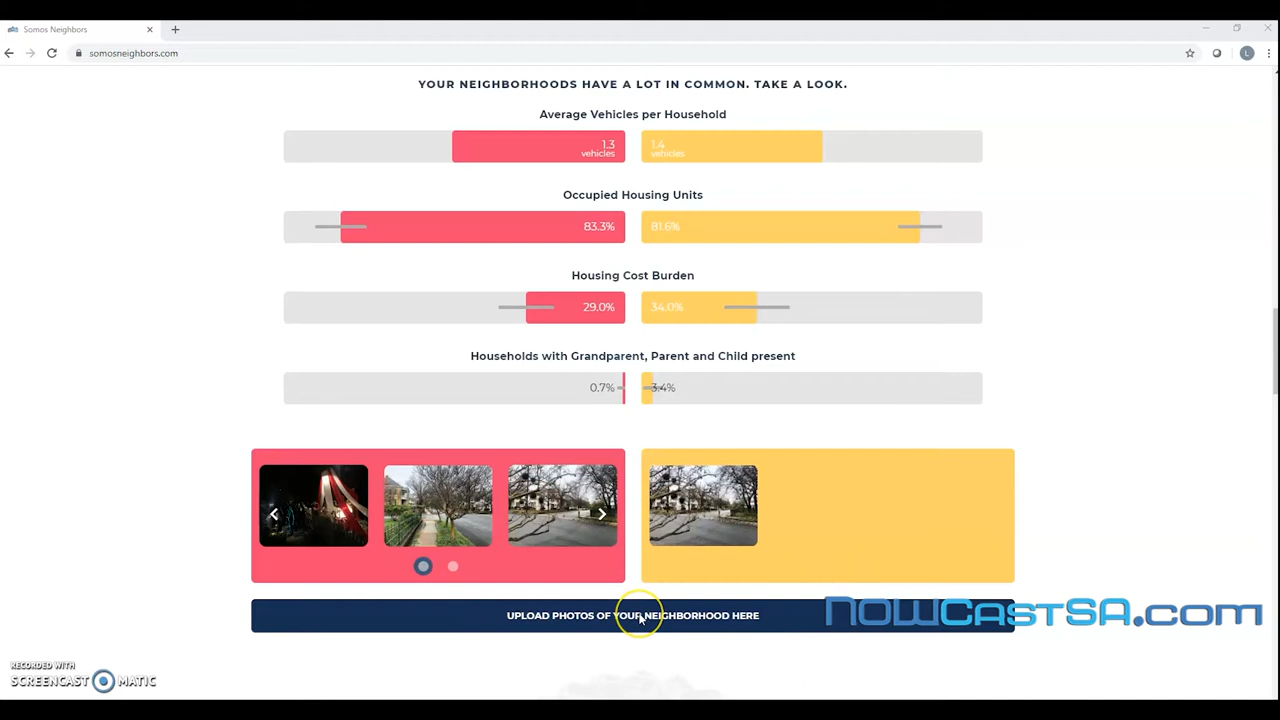 Somos Neighbors
somosneighbors.com
L
YOUR NEIGHBORHOODS HAVE A LOT IN COMMON. TAKE A LOOK.
Average Vehicles per Household
1.3
vehicles
1.4
vehicles
Occupied Housing Units
83.3%
81.6%
Housing Cost Burden
29.0%
34.0%
Households with Grandparent, Parent and Child present
0.7%
3.4%
UPLOAD PHOTOS OF YOUR NEIGHBORHOOD HERE
NOWCASTSA.com
RECORDED WITH
SCREENCAST MATIC